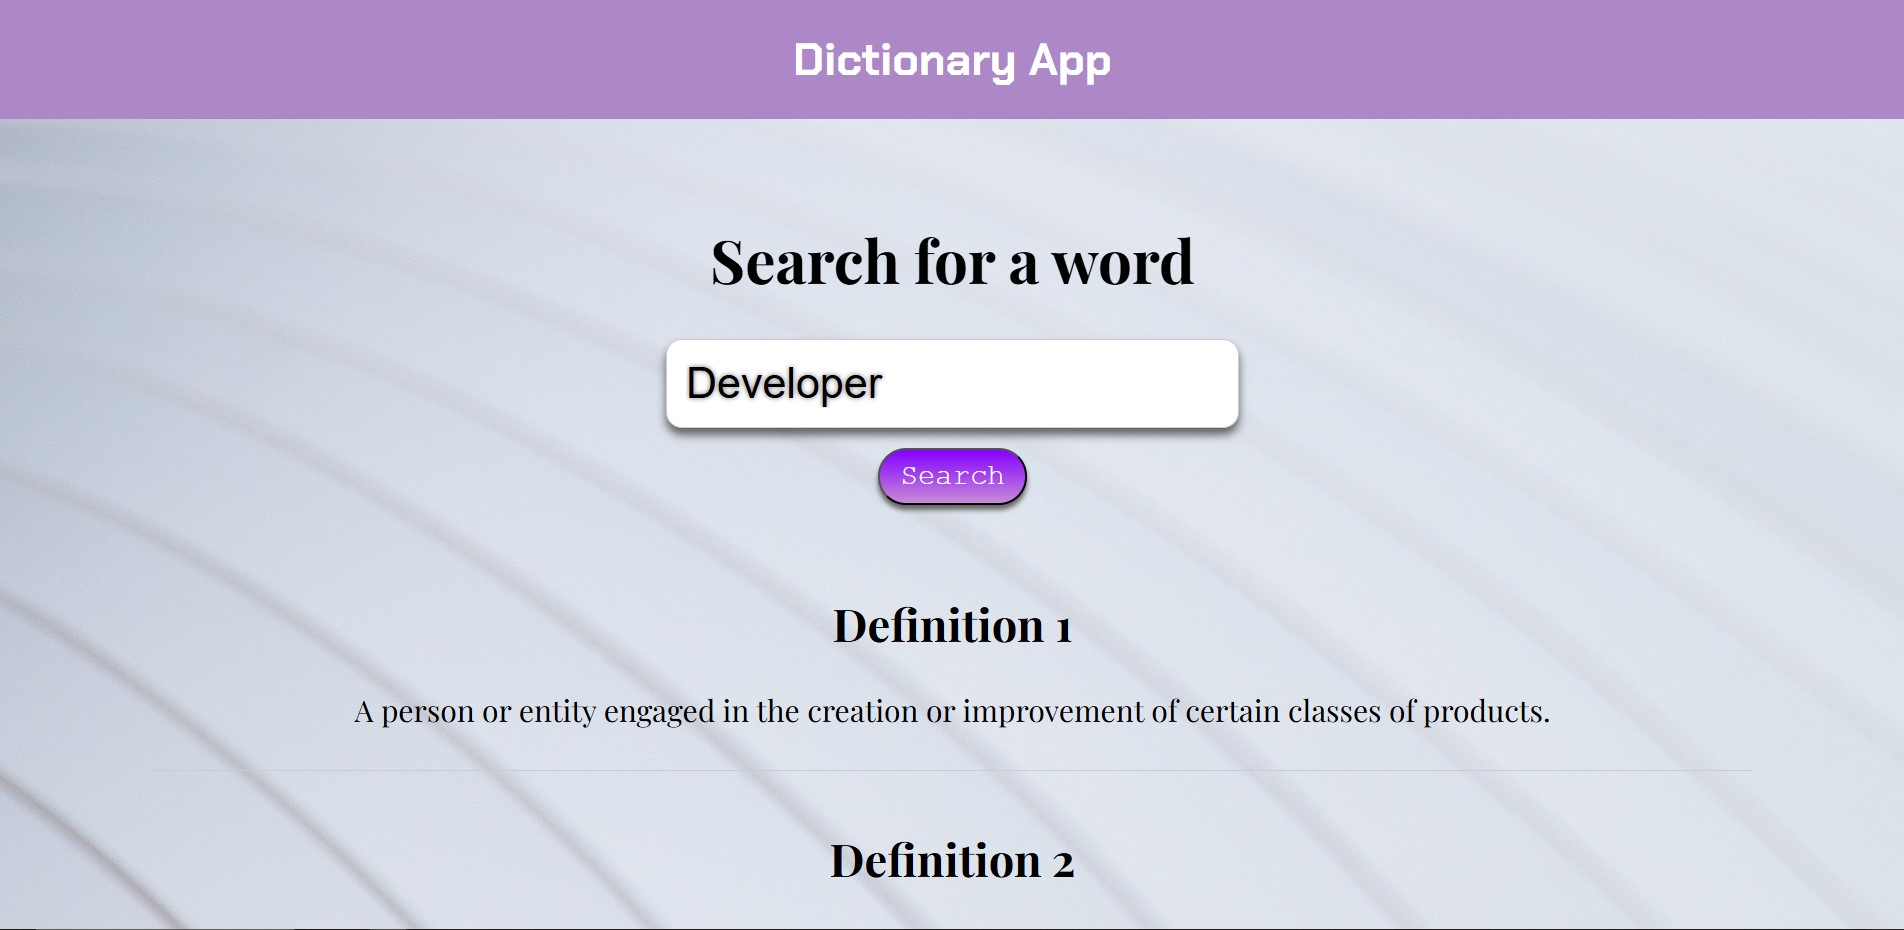 Dictionary App
Search for a word
Developer
Search
Definition 1
A person or entity engaged in the creation or improvement of certain classes of products.
Definition 2